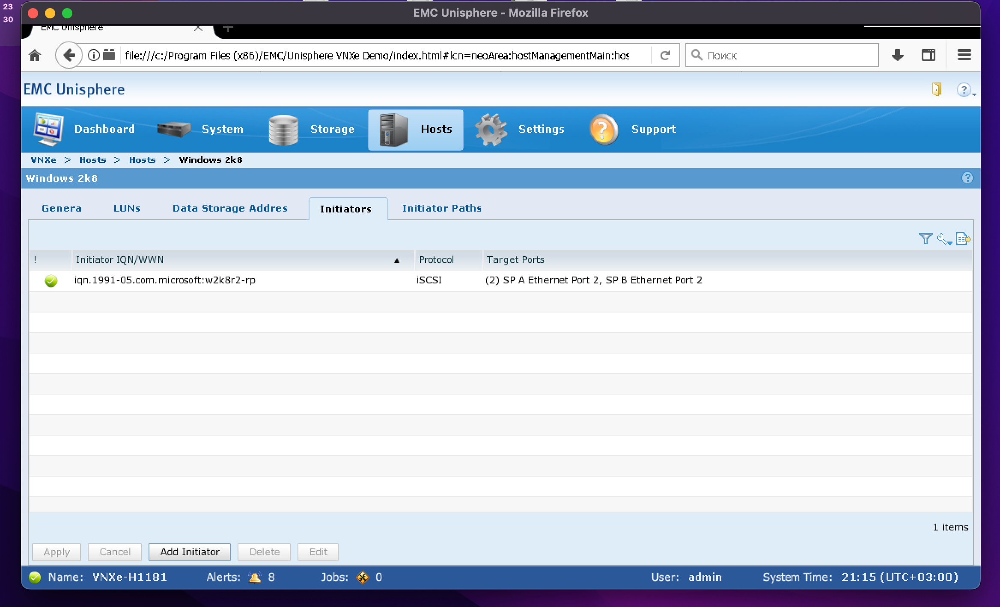 23
30
EMC Unisphere - Mozilla Firefox
EMC Unisphere
file:///c:/Program Files (x86)/EMC/Unisphere VNXe Demo/index.html#lcn=neoArea:hostManagementMain:hos
Поиск
EMC Unisphere
Dashboard System Storage Hosts Settings Support
VNXe > Hosts > Hosts > Windows 2k8
Windows 2k8
Genera LUNs Data Storage Addres Initiators Initiator Paths
! Initiator IQN/WWN Protocol Target Ports
iqn.1991-05.com.microsoft:w2k8r2-rp iSCSI (2) SP A Ethernet Port 2, SP B Ethernet Port 2
1 items
Apply Cancel Add Initiator Delete Edit
Name: VNXe-H1181 Alerts: 8 Jobs: 0 User: admin System Time: 21:15 (UTC+03:00)